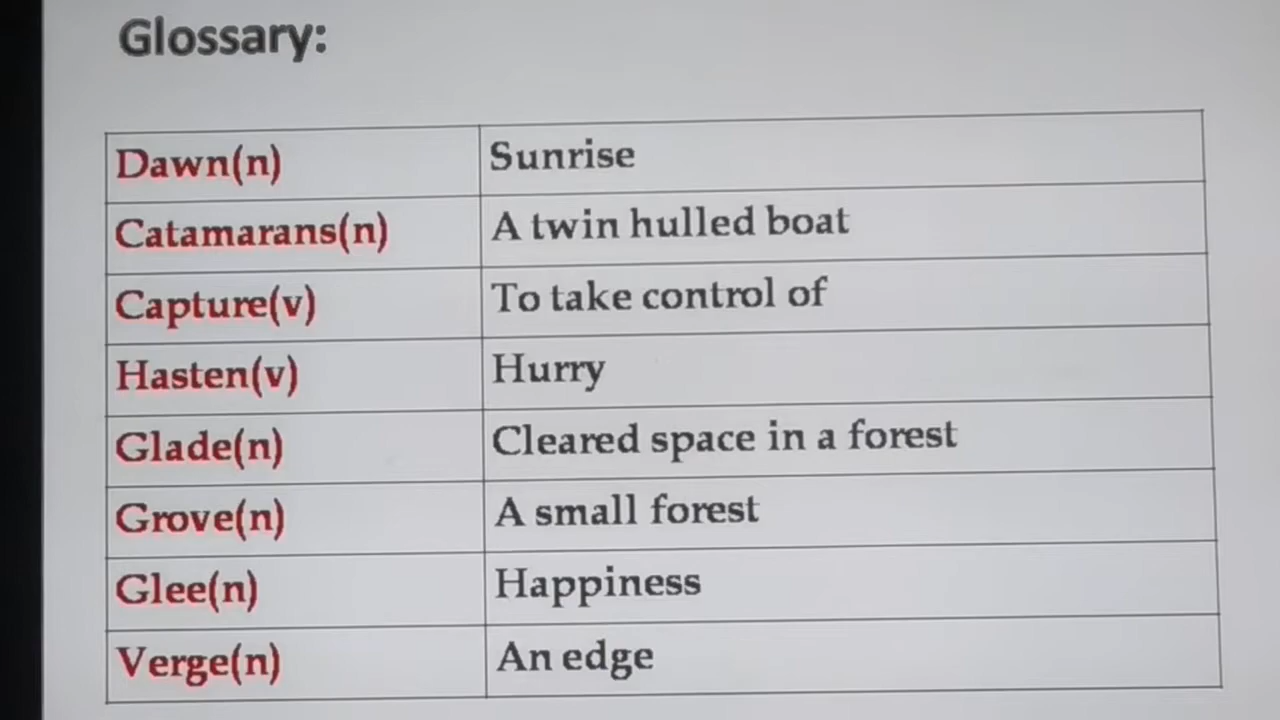 Glossary:
Dawn(n) Sunrise
Catamarans(n) A twin hulled boat
Capture(v) To take control of
Hasten(v) Hurry
Glade(n) Cleared space in a forest
Grove(n) A small forest
Glee(n) Happiness
Verge(n) An edge